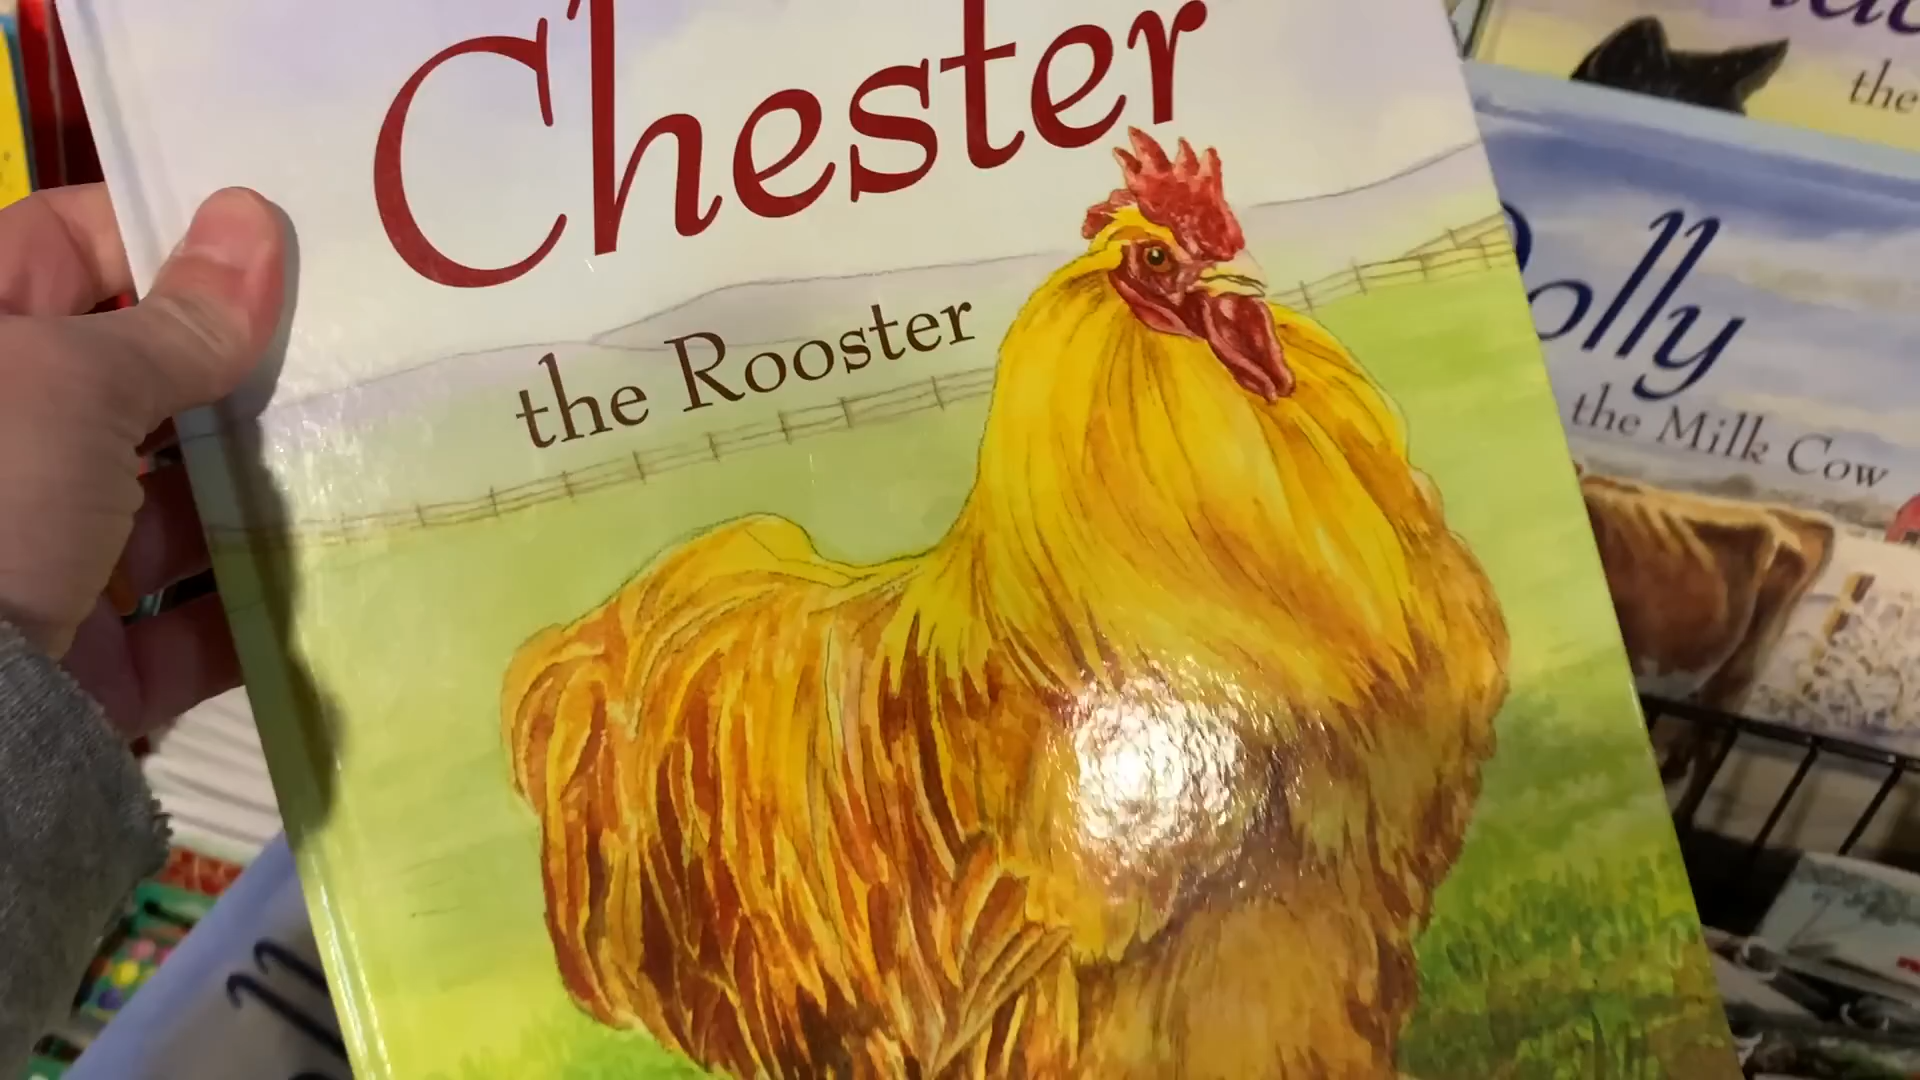 Chester
the Rooster
the
olly
the Milk Cow